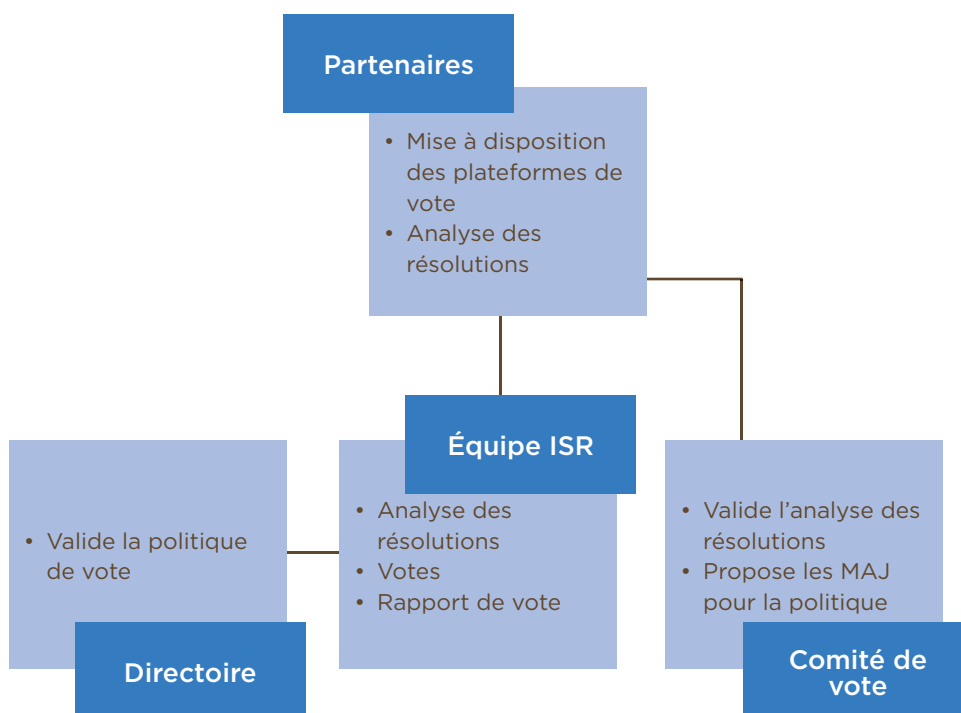 Partenaires
• Mise à disposition
des plateformes de
vote
• Analyse des
résolutions
Équipe ISR
• Valide la politique
de vote
Directoire
• Analyse des
résolutions
• Votes
• Rapport de vote
• Valide l’analyse des
résolutions
• Propose les MAJ
pour la politique
Comité de
vote